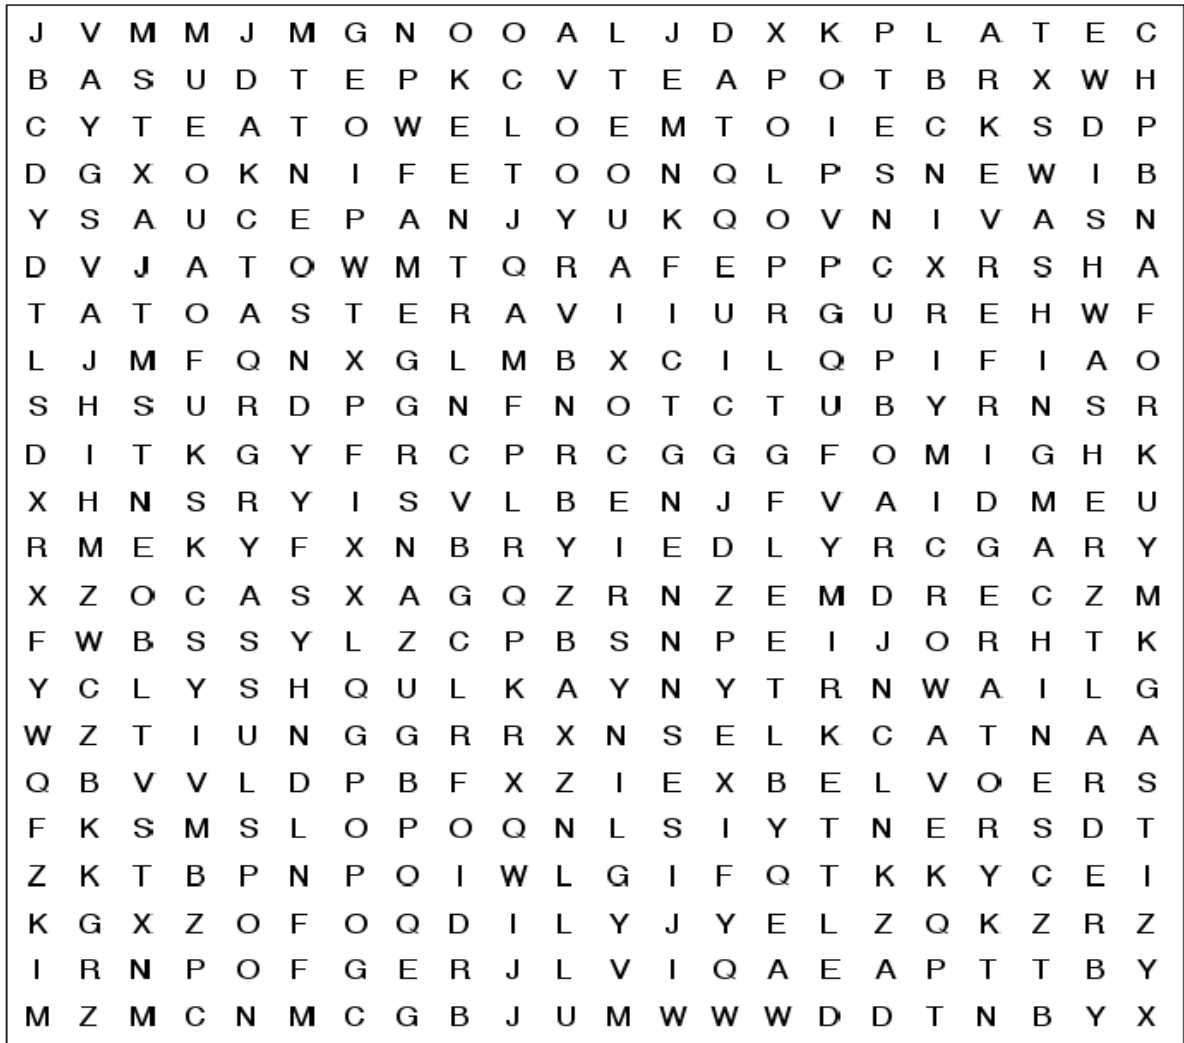 J V M M J M G N O O A L J D X K P L A T E C
B A S U D T E P K C V T E A P O T B R X W H
C Y T E A T O W E L O E M T O I E C K S D P
D G X O K N I F E T O O N Q L P S N E W I B
Y S A U C E P A N J Y U K Q O V N I V A S N
D V J A T O W M T Q R A F E P P C X R S H A
T A T O A S T E R A V I I U R G U R E H W F
L J M F Q N X G L M B X C I L Q P I F I A O
S H S U R D P G N F N O T C T U B Y R N S R
D I T K G Y F R C P R C G G G F O M I G H K
X H N S R Y I S V L B E N J F V A I D M E U
R M E K Y F X N B R Y I E D L Y R C G A R Y
X Z O C A S X A G Q Z R N Z E M D R E C Z M
F W B S S Y L Z C P B S N P E I J O R H T K
Y C L Y S H Q U L K A Y N Y T R N W A I L G
W Z T I U N G G R R X N S E L K C A T N A A
Q B V V L D P B F X Z I E X B E L V O E R S
F K S M S L O P O Q N L S I Y T N E R S D T
Z K T B P N P O I W L G I F Q T K K Y C E I
K G X Z O F O Q D I L Y J Y E L Z Q K Z R Z
I R N P O F G E R J L V I Q A E A P T T B Y
M Z M C N M C G B J U M W W W D D T N B Y X